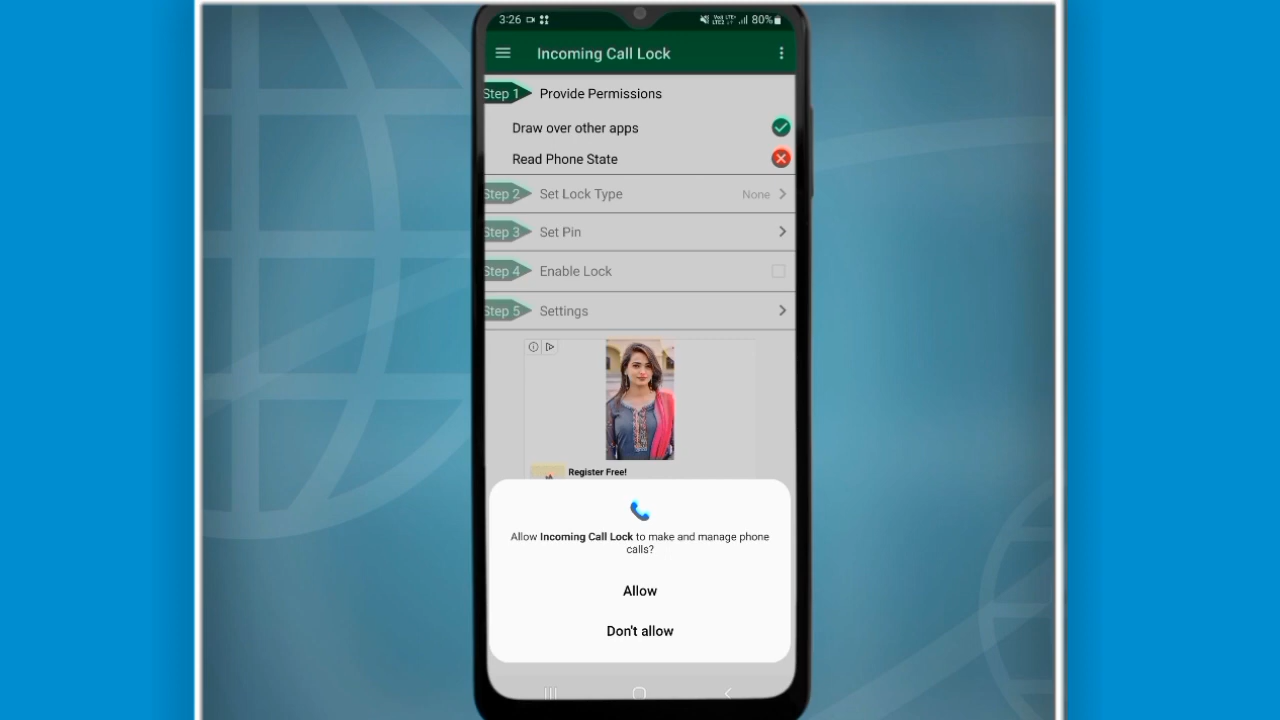 3:26
80%
Incoming Call Lock
Step 1 Provide Permissions
Draw over other apps
Read Phone State
Step 2 Set Lock Type None
Step 3 Set Pin
Step 4 Enable Lock
Step 5 Settings
Register Free!
Allow Incoming Call Lock to make and manage phone
calls?
Allow
Don't allow